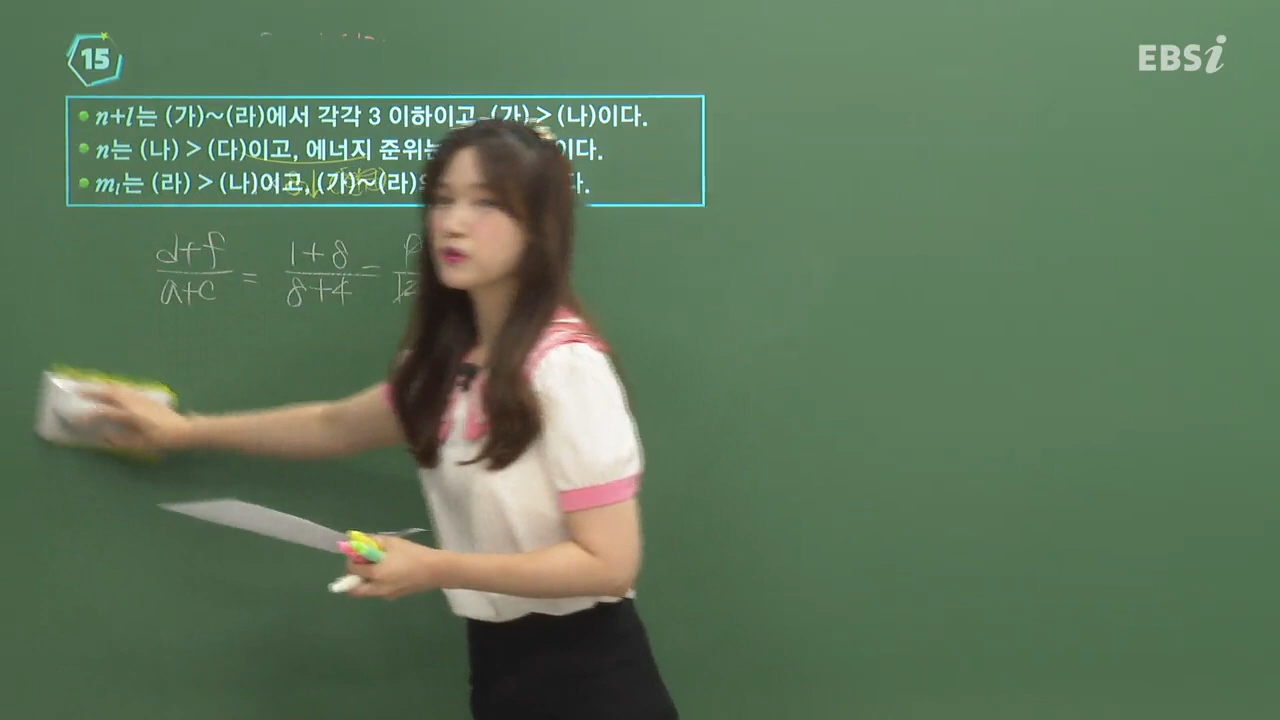 15
EBSi
n+l는 (가)~(라)에서 각각 3 이하이고, (가) > (나)이다.
n는 (나) > (다)이고, 에너지 준위는 이다.
m_l는 (라) > (나)이고, (가)~(라) 다.
d+f / a+c = 1+8 / 8+4 =